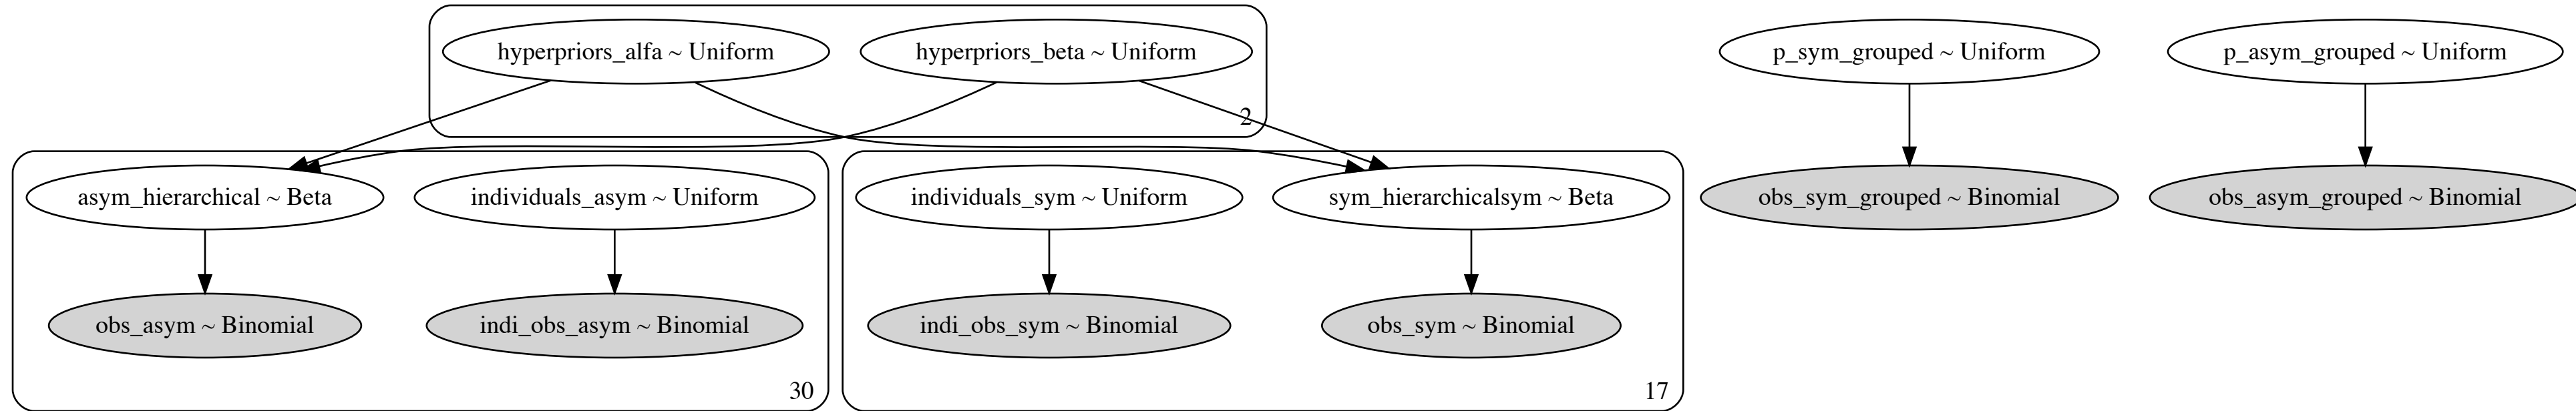 hyperpriors_alfa ~ Uniform
hyperpriors_beta ~ Uniform
2
p_sym_grouped ~ Uniform
p_asym_grouped ~ Uniform
asym_hierarchical ~ Beta
individuals_asym ~ Uniform
individuals_sym ~ Uniform
sym_hierarchicalsym ~ Beta
obs_sym_grouped ~ Binomial
obs_asym_grouped ~ Binomial
obs_asym ~ Binomial
indi_obs_asym ~ Binomial
indi_obs_sym ~ Binomial
obs_sym ~ Binomial
30
17